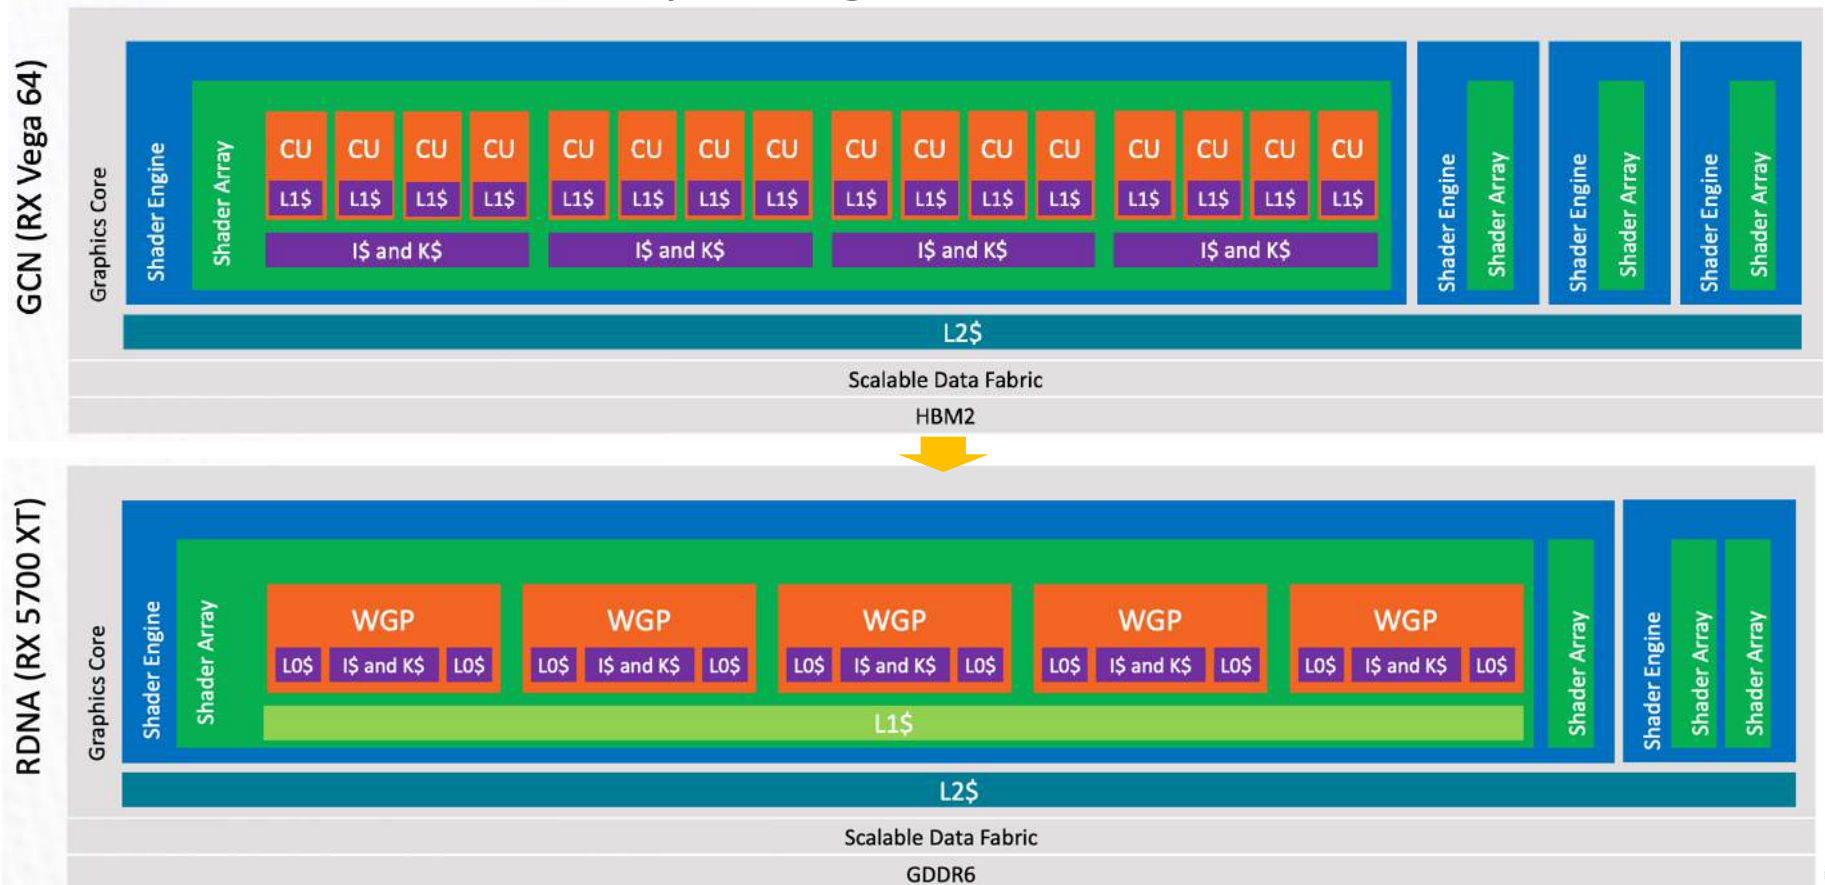 GCN (RX Vega 64)
Graphics Core
Shader Engine
Shader Array
CU CU CU CU CU CU CU CU CU CU CU CU CU CU CU CU
L1$ L1$ L1$ L1$ L1$ L1$ L1$ L1$ L1$ L1$ L1$ L1$ L1$ L1$ L1$ L1$
I$ and K$ I$ and K$ I$ and K$ I$ and K$
Shader Engine
Shader Array
Shader Engine
Shader Array
Shader Engine
Shader Array
L2$
Scalable Data Fabric
HBM2
RDNA (RX 5700 XT)
Graphics Core
Shader Engine
Shader Array
WGP WGP WGP WGP WGP
L0$ I$ and K$ L0$ L0$ I$ and K$ L0$ L0$ I$ and K$ L0$ L0$ I$ and K$ L0$ L0$ I$ and K$ L0$
L1$
Shader Array
Shader Engine
Shader Array
Shader Array
L2$
Scalable Data Fabric
GDDR6